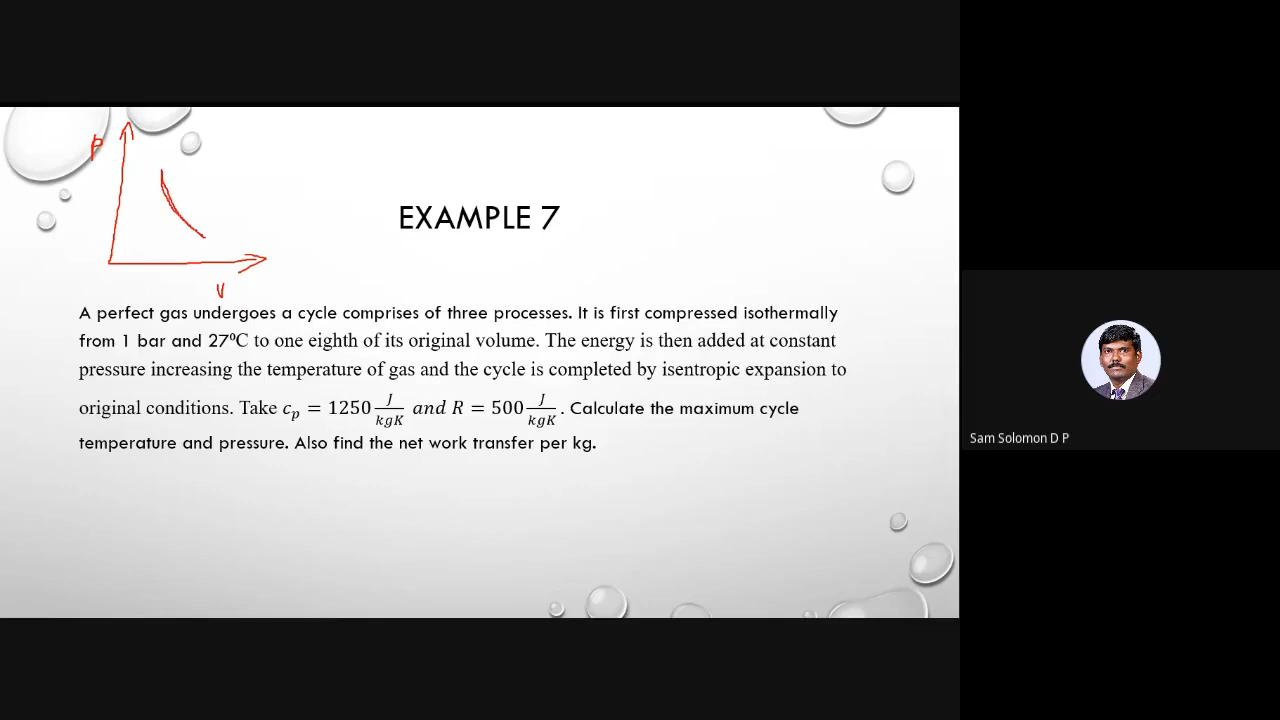 P
EXAMPLE 7
V
A perfect gas undergoes a cycle comprises of three processes. It is first compressed isothermally
from 1 bar and 27⁰C to one eighth of its original volume. The energy is then added at constant
pressure increasing the temperature of gas and the cycle is completed by isentropic expansion to
original conditions. Take c_p = 1250 J/kgK and R = 500 J/kgK. Calculate the maximum cycle
temperature and pressure. Also find the net work transfer per kg.
Sam Solomon D P